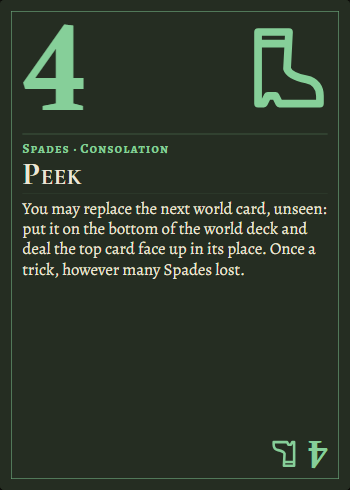 4
Spades · Consolation
Peek
You may replace the next world card, unseen:
put it on the bottom of the world deck and
deal the top card face up in its place. Once a
trick, however many Spades lost.
4